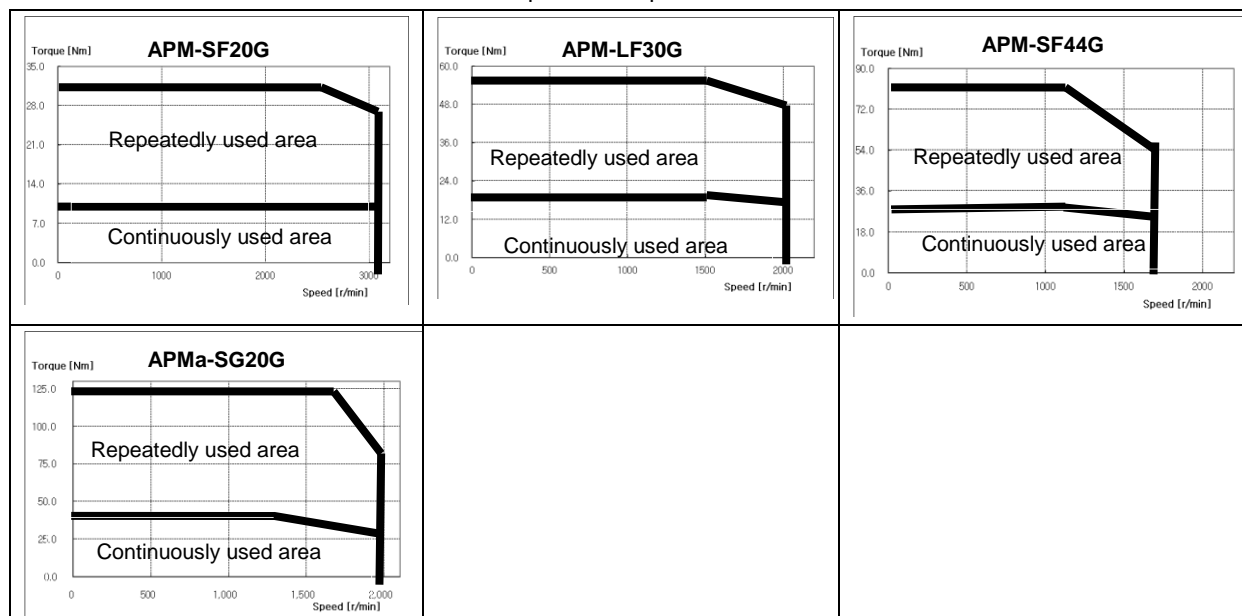 APM-SF20G
Torque [Nm]
35.0
28.0
21.0
14.0
7.0
0.0
Repeatedly used area
Continuously used area
0 1000 2000 3000
Speed [r/min]
APM-LF30G
Torque [Nm]
60.0
48.0
36.0
24.0
12.0
0.0
Repeatedly used area
Continuously used area
0 500 1000 1500 2000
Speed [r/min]
APM-SF44G
Torque [Nm]
90.0
72.0
54.0
36.0
18.0
0.0
Repeatedly used area
Continuously used area
0 500 1000 1500 2000
Speed [r/min]
APMa-SG20G
Torque [Nm]
125.0
100.0
75.0
50.0
25.0
0.0
Repeatedly used area
Continuously used area
0 500 1,000 1,500 2,000
Speed [r/min]